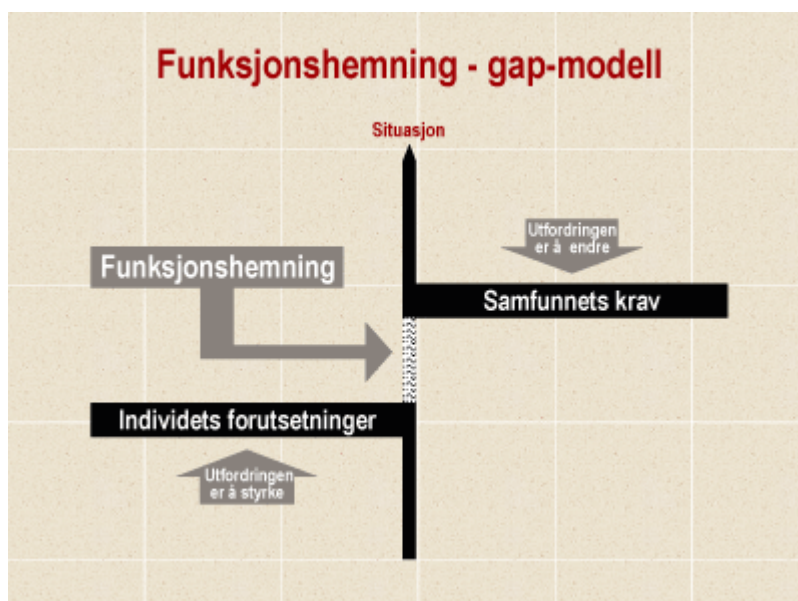 Funksjonshemning - gap-modell
Situasjon
Utfordringen
er å endre
Funksjonshemning
Samfunnets krav
Individets forutsetninger
Utfordringen
er å styrke